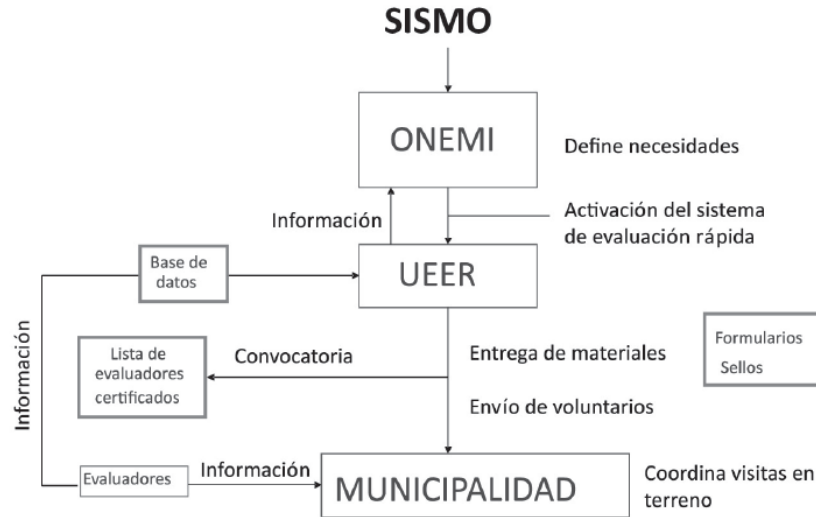 SISMO
ONEMI
Define necesidades
Información
Activación del sistema
de evaluación rápida
Base de
datos
UEER
Información
Lista de
evaluadores
certificados
Convocatoria
Entrega de materiales
Formularios
Sellos
Envío de voluntarios
Evaluadores
Información
MUNICIPALIDAD
Coordina visitas en
terreno